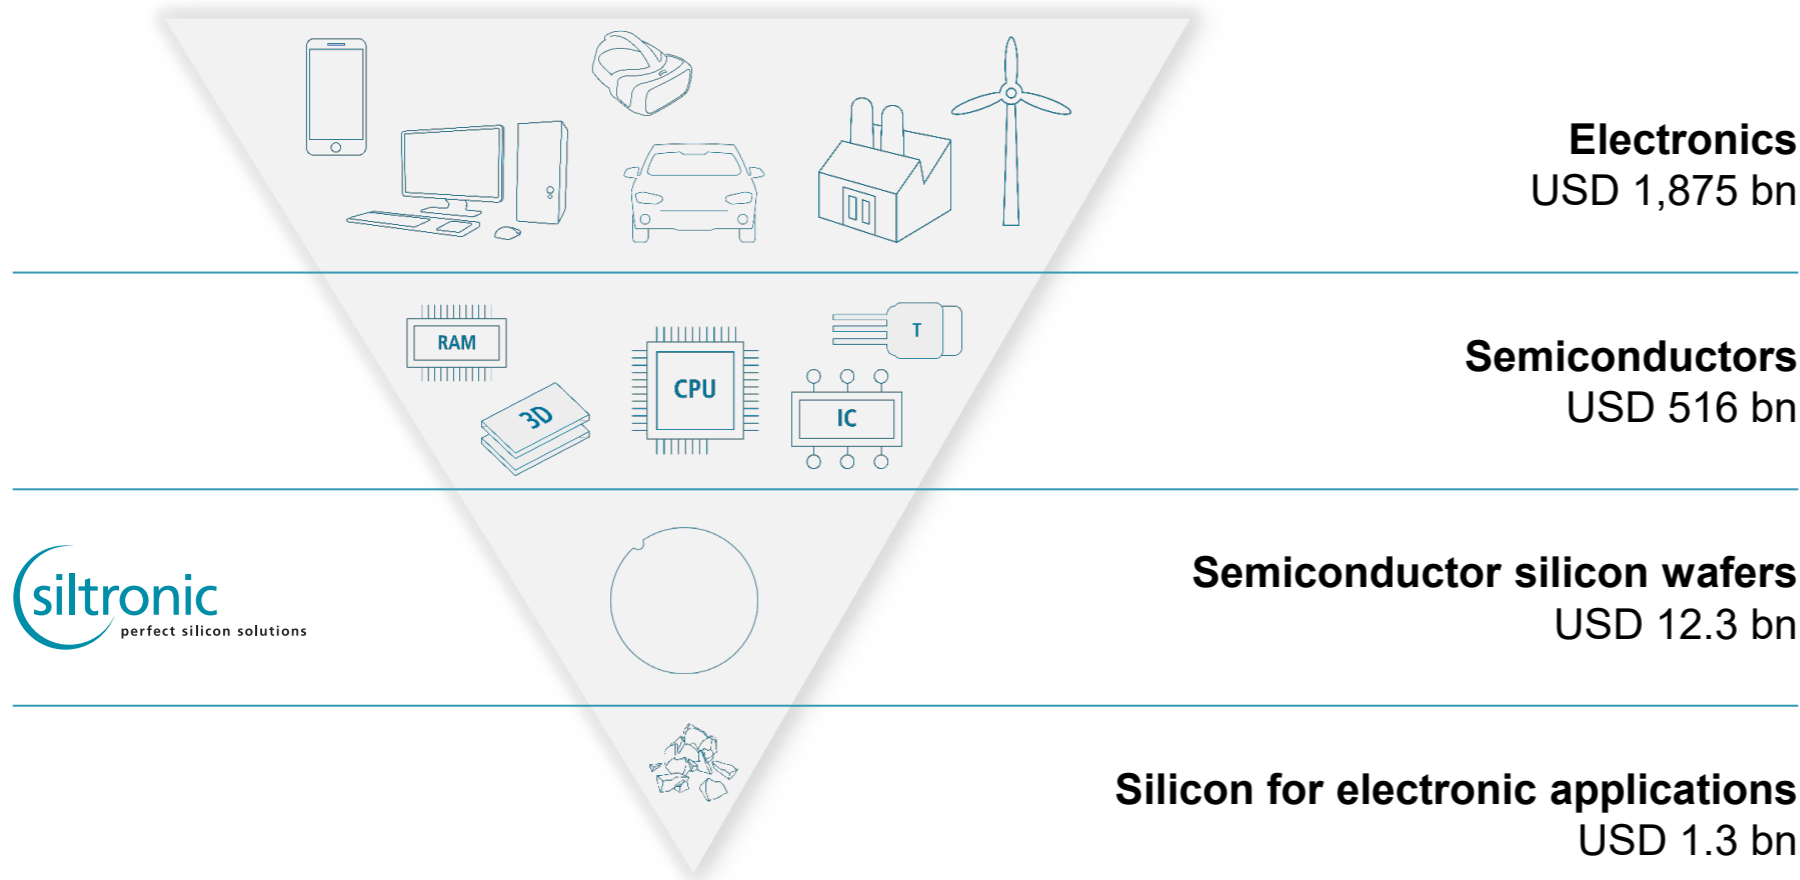 Electronics
USD 1,875 bn
RAM
3D
CPU
T
IC
Semiconductors
USD 516 bn
siltronic
perfect silicon solutions
Semiconductor silicon wafers
USD 12.3 bn
Silicon for electronic applications
USD 1.3 bn